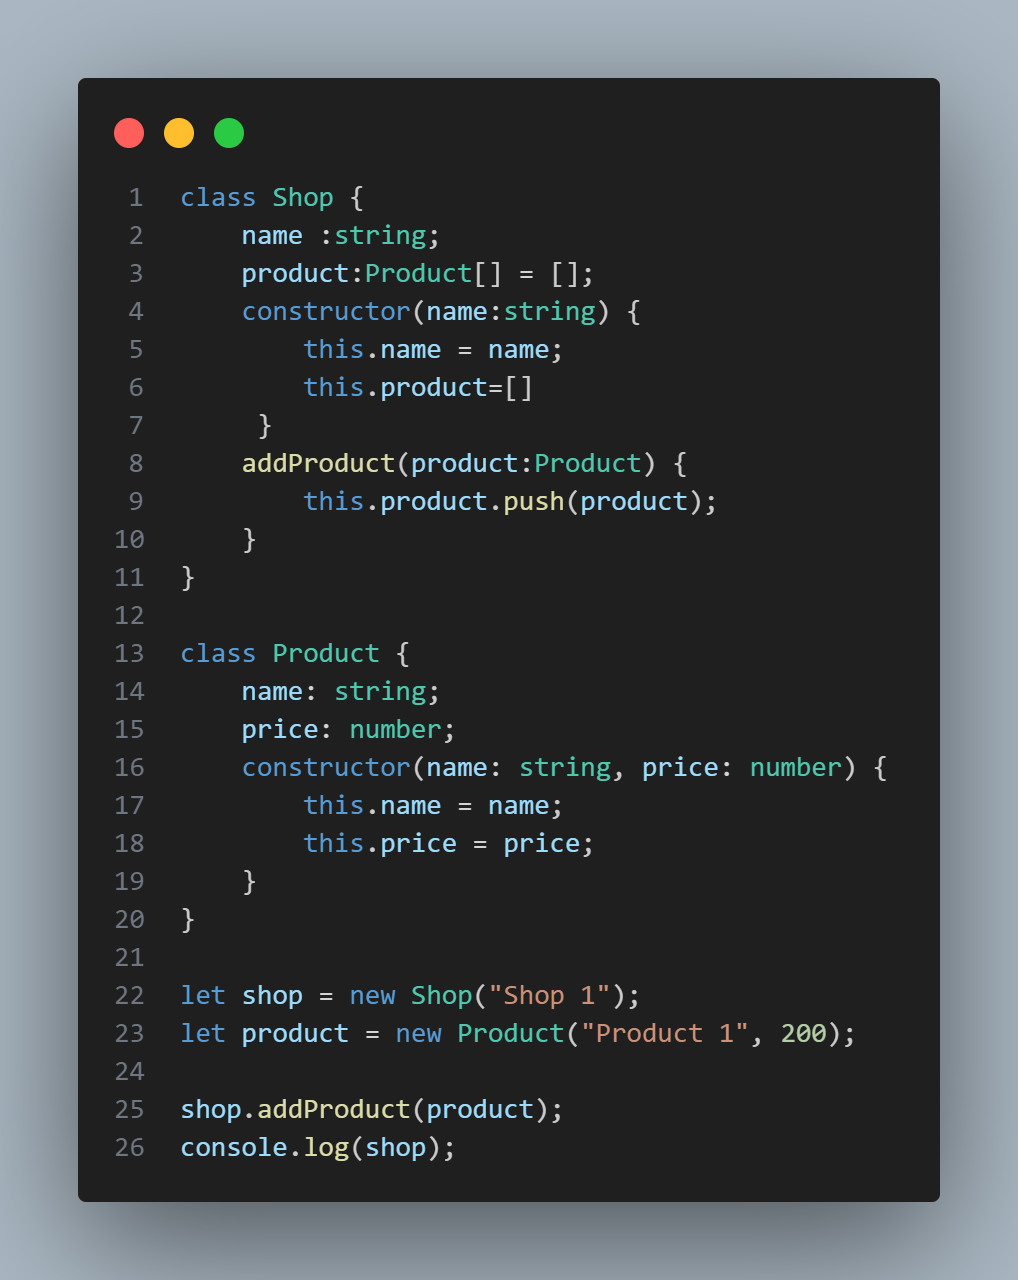 1 class Shop {
2     name :string;
3     product:Product[] = [];
4     constructor(name:string) {
5         this.name = name;
6         this.product=[]
7      }
8     addProduct(product:Product) {
9         this.product.push(product);
10     }
11 }
12
13 class Product {
14     name: string;
15     price: number;
16     constructor(name: string, price: number) {
17         this.name = name;
18         this.price = price;
19     }
20 }
21
22 let shop = new Shop("Shop 1");
23 let product = new Product("Product 1", 200);
24
25 shop.addProduct(product);
26 console.log(shop);